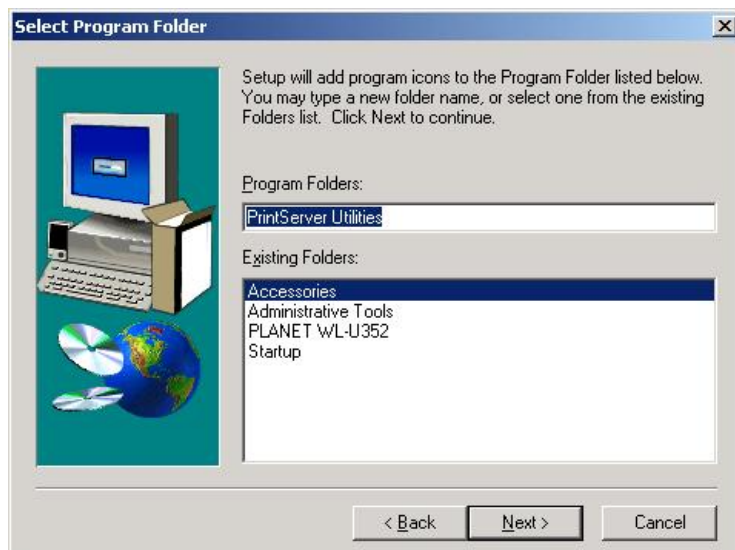 Select Program Folder
Setup will add program icons to the Program Folder listed below.
You may type a new folder name, or select one from the existing
Folders list. Click Next to continue.
Program Folders:
PrintServer Utilities
Existing Folders:
Accessories
Administrative Tools
PLANET WL-U352
Startup
< Back
Next >
Cancel